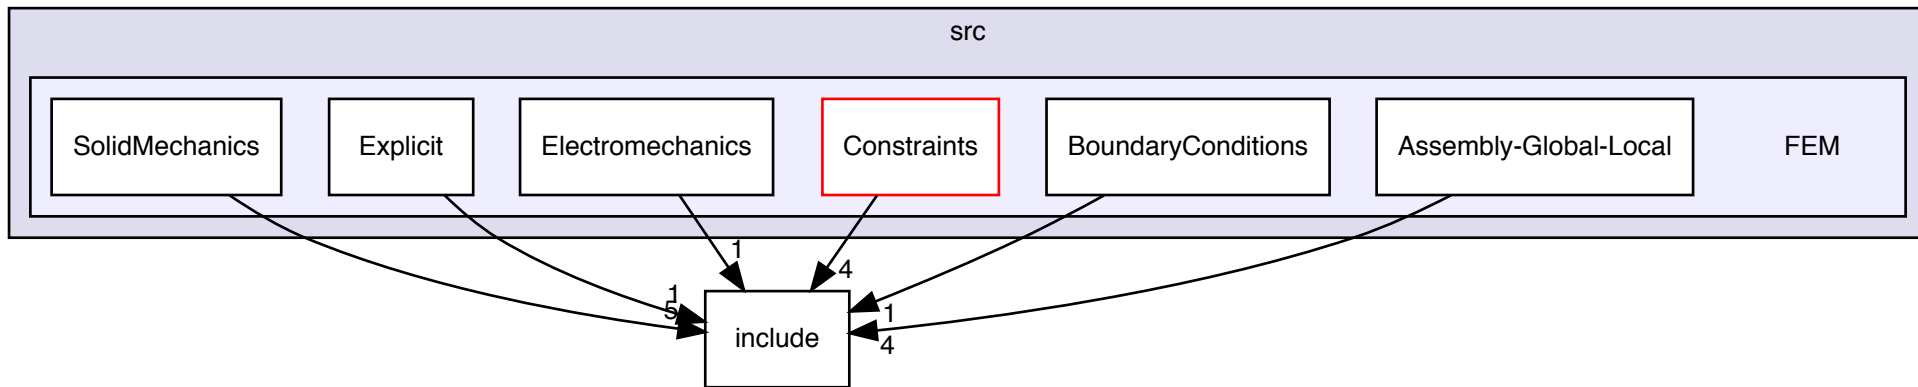 src
SolidMechanics
Explicit
Electromechanics
Constraints
BoundaryConditions
Assembly-Global-Local
FEM
1
4
1
5
1
4
include